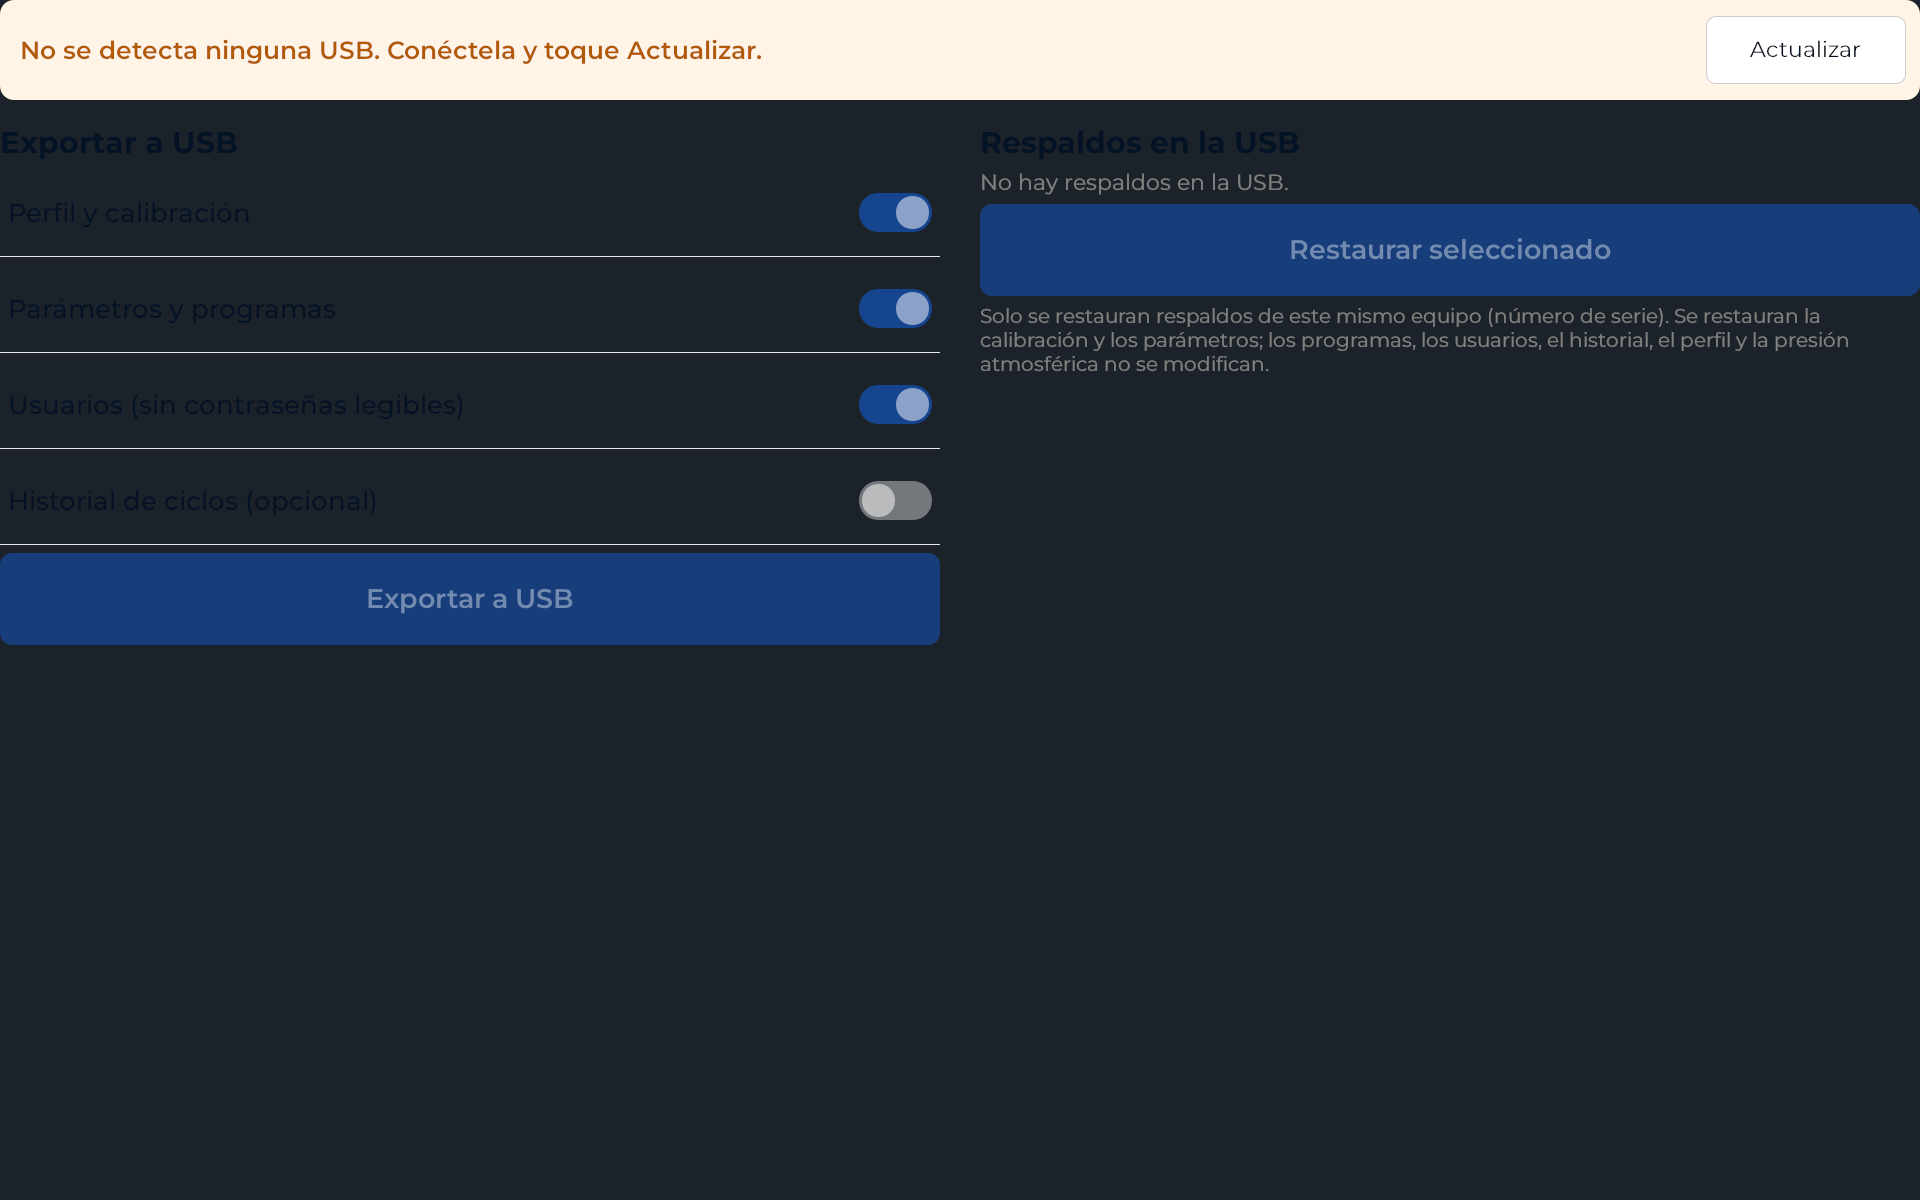 No se detecta ninguna USB. Conéctela y toque Actualizar.
Actualizar
Exportar a USB
Perfil y calibración
Parámetros y programas
Usuarios (sin contraseñas legibles)
Historial de ciclos (opcional)
Exportar a USB
Respaldos en la USB
No hay respaldos en la USB.
Restaurar seleccionado
Solo se restauran respaldos de este mismo equipo (número de serie). Se restauran la
calibración y los parámetros; los programas, los usuarios, el historial, el perfil y la presión
atmosférica no se modifican.